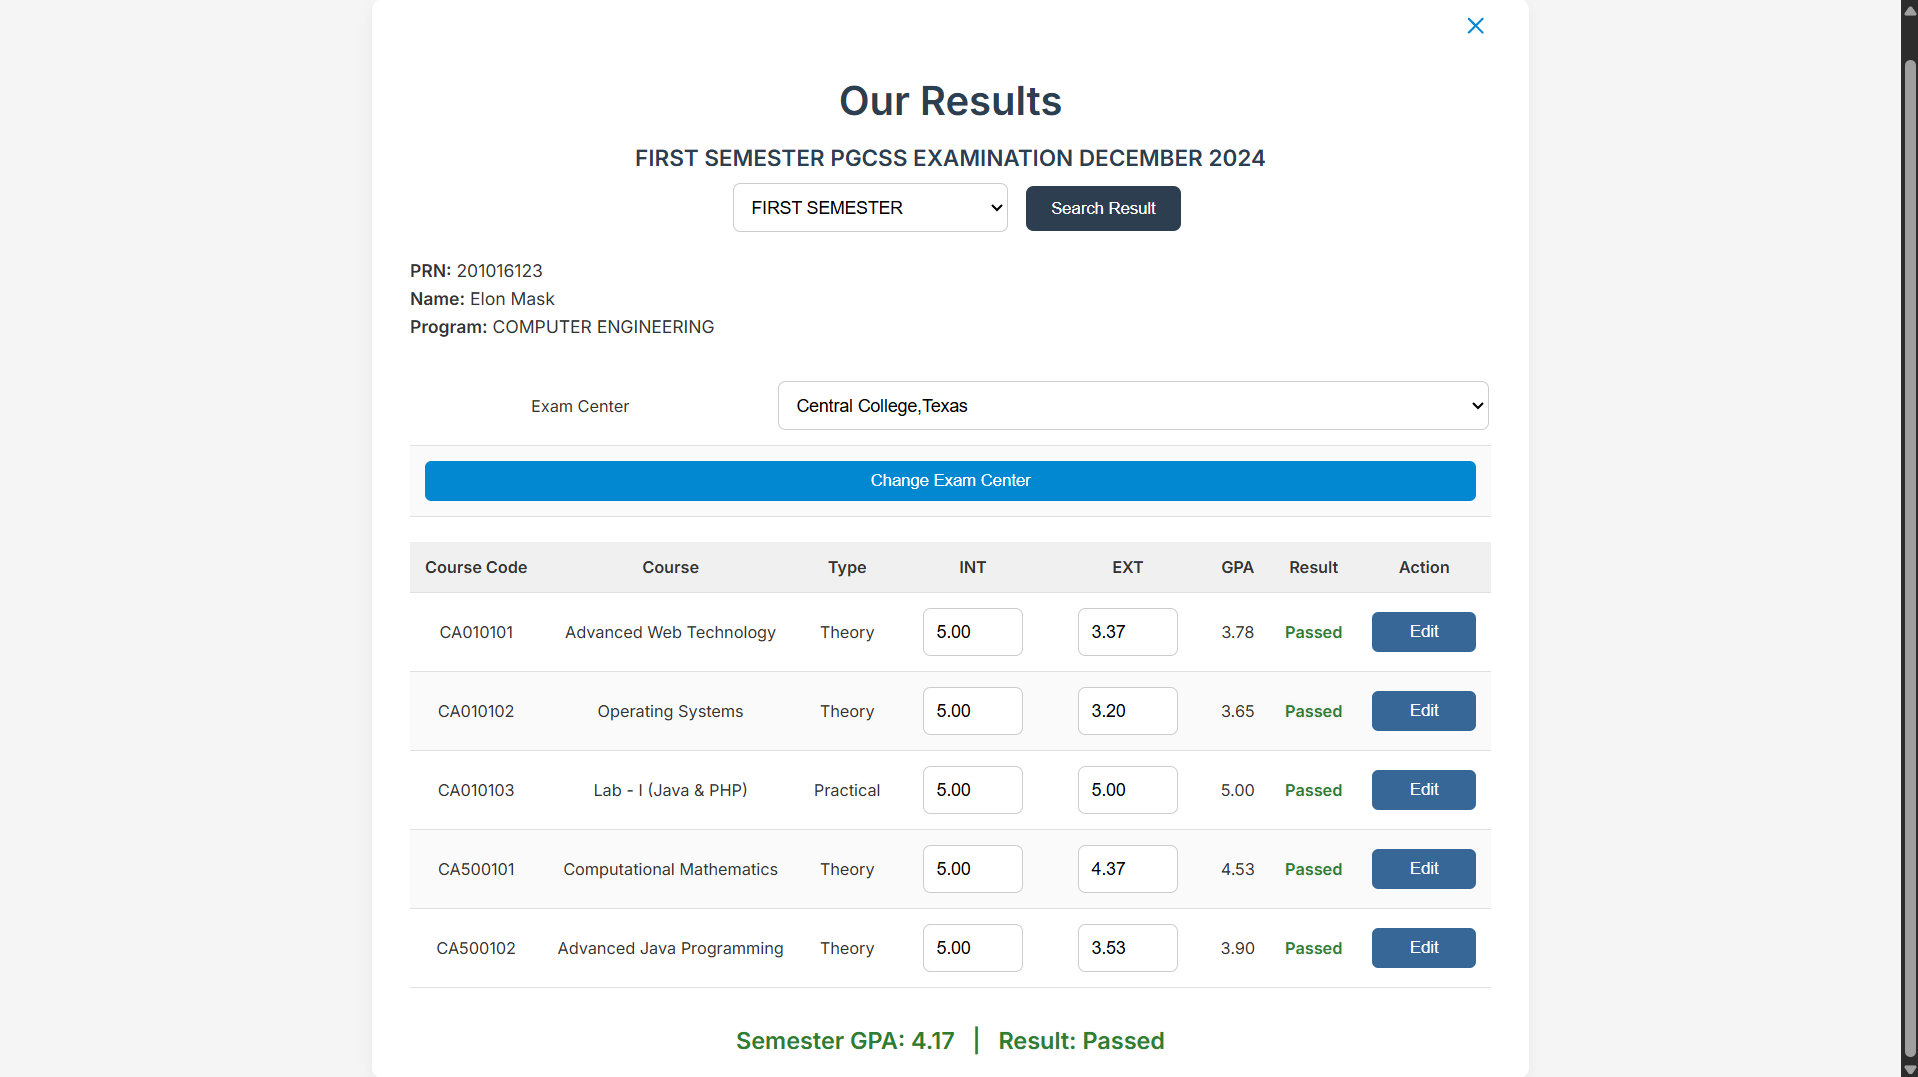 Our Results
FIRST SEMESTER PGCSS EXAMINATION DECEMBER 2024
FIRST SEMESTER Search Result
PRN: 201016123
Name: Elon Mask
Program: COMPUTER ENGINEERING
Exam Center Central College,Texas
Change Exam Center
Course Code Course Type INT EXT GPA Result Action
CA010101 Advanced Web Technology Theory 5.00 3.37 3.78 Passed Edit
CA010102 Operating Systems Theory 5.00 3.20 3.65 Passed Edit
CA010103 Lab - I (Java & PHP) Practical 5.00 5.00 5.00 Passed Edit
CA500101 Computational Mathematics Theory 5.00 4.37 4.53 Passed Edit
CA500102 Advanced Java Programming Theory 5.00 3.53 3.90 Passed Edit
Semester GPA: 4.17 | Result: Passed